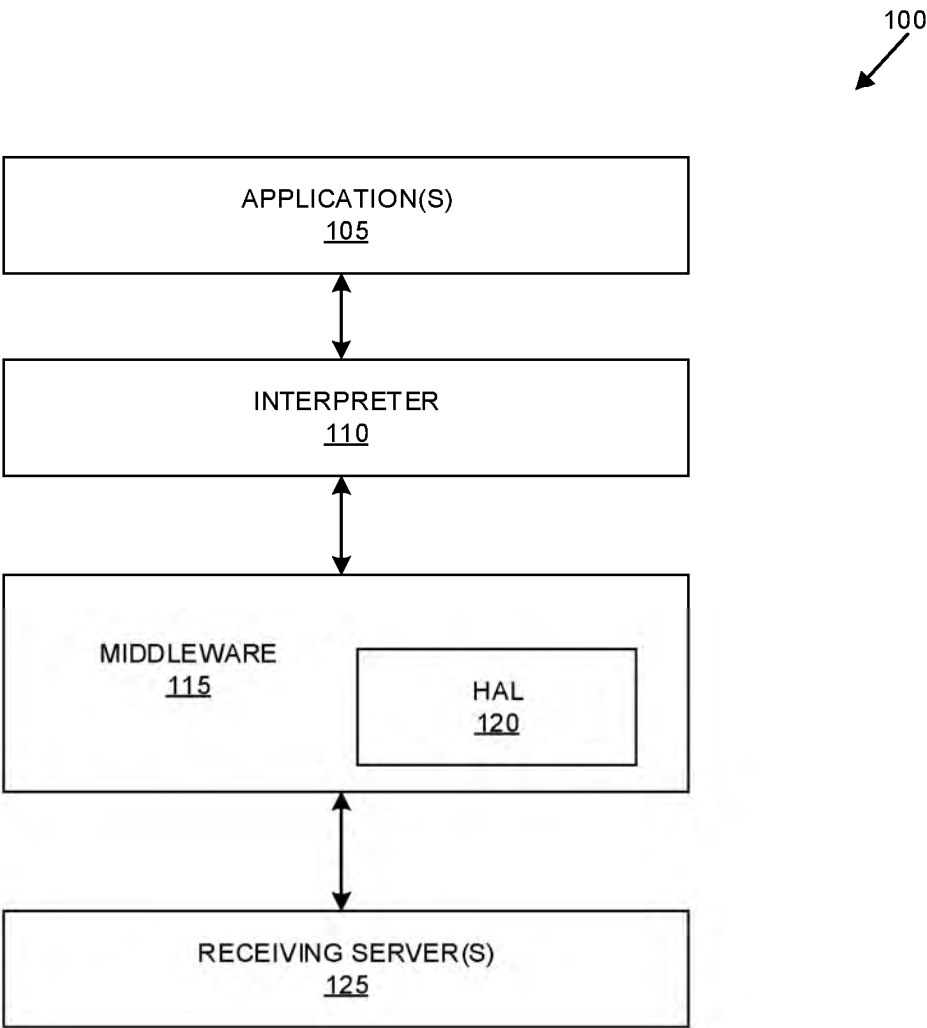 100
APPLICATION(S)
105
INTERPRETER
110
MIDDLEWARE
115
HAL
120
RECEIVING SERVER(S)
125